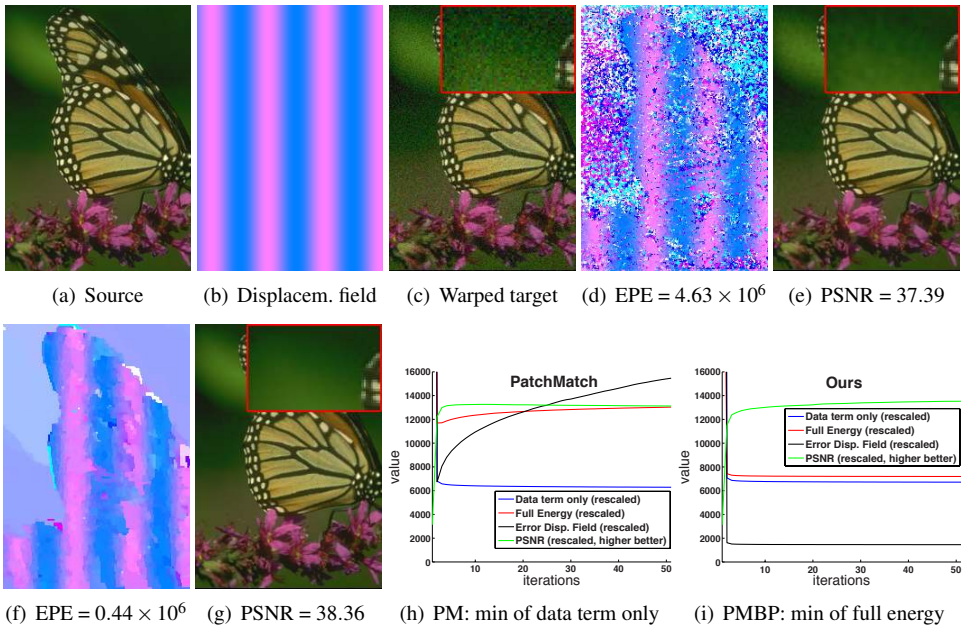 (a) Source
(b) Displacem. field
(c) Warped target
(d) EPE = 4.63 × 10⁶
(e) PSNR = 37.39
16000
14000
12000
10000
8000
6000
4000
2000
0
value
PatchMatch
Data term only (rescaled)
Full Energy (rescaled)
Error Disp. Field (rescaled)
PSNR (rescaled, higher better)
10 20 30 40 50
iterations
16000
14000
12000
10000
8000
6000
4000
2000
0
value
Ours
Data term only (rescaled)
Full Energy (rescaled)
Error Disp. Field (rescaled)
PSNR (rescaled, higher better)
10 20 30 40 50
iterations
(f) EPE = 0.44 × 10⁶
(g) PSNR = 38.36
(h) PM: min of data term only
(i) PMBP: min of full energy